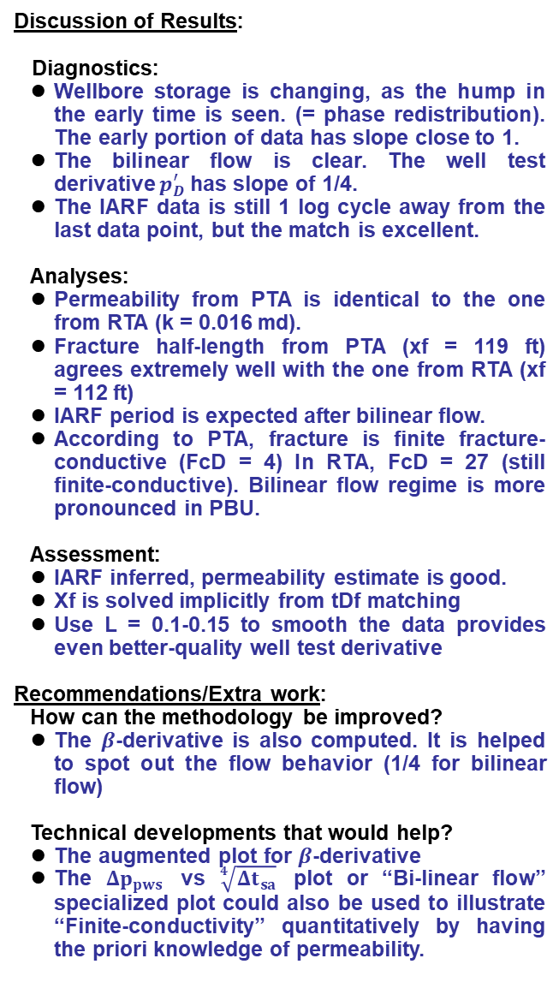 Discussion of Results:
Diagnostics:
● Wellbore storage is changing, as the hump in
the early time is seen. (= phase redistribution).
The early portion of data has slope close to 1.
● The bilinear flow is clear. The well test
derivative p′D has slope of 1/4.
● The IARF data is still 1 log cycle away from the
last data point, but the match is excellent.
Analyses:
● Permeability from PTA is identical to the one
from RTA (k = 0.016 md).
● Fracture half-length from PTA (xf = 119 ft)
agrees extremely well with the one from RTA (xf
= 112 ft)
● IARF period is expected after bilinear flow.
● According to PTA, fracture is finite fracture-
conductive (FcD = 4) In RTA, FcD = 27 (still
finite-conductive). Bilinear flow regime is more
pronounced in PBU.
Assessment:
● IARF inferred, permeability estimate is good.
● Xf is solved implicitly from tDf matching
● Use L = 0.1-0.15 to smooth the data provides
even better-quality well test derivative
Recommendations/Extra work:
How can the methodology be improved?
● The β-derivative is also computed. It is helped
to spot out the flow behavior (1/4 for bilinear
flow)
Technical developments that would help?
● The augmented plot for β-derivative
● The Δppws vs ∜Δtsa plot or “Bi-linear flow”
specialized plot could also be used to illustrate
“Finite-conductivity” quantitatively by having
the priori knowledge of permeability.